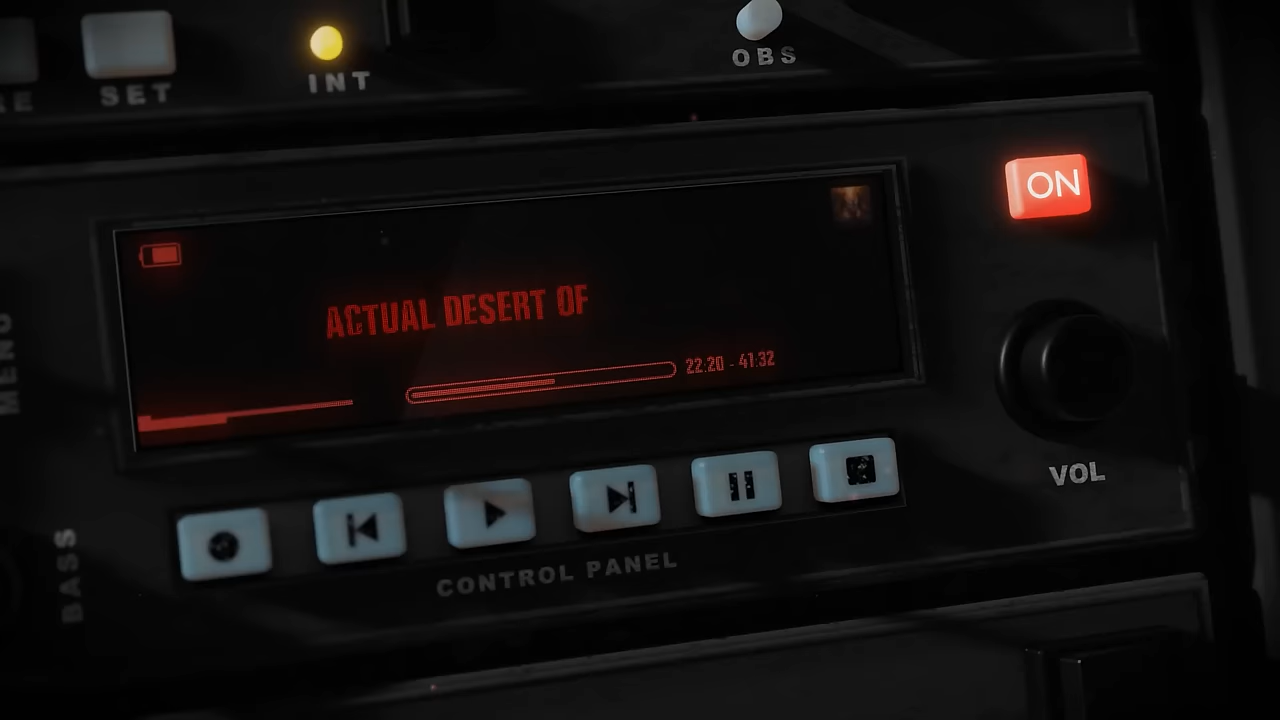 SET
INT
OBS
ON
ACTUAL DESERT OF
22:20 - 41:32
MENU
VOL
CONTROL PANEL
BASS